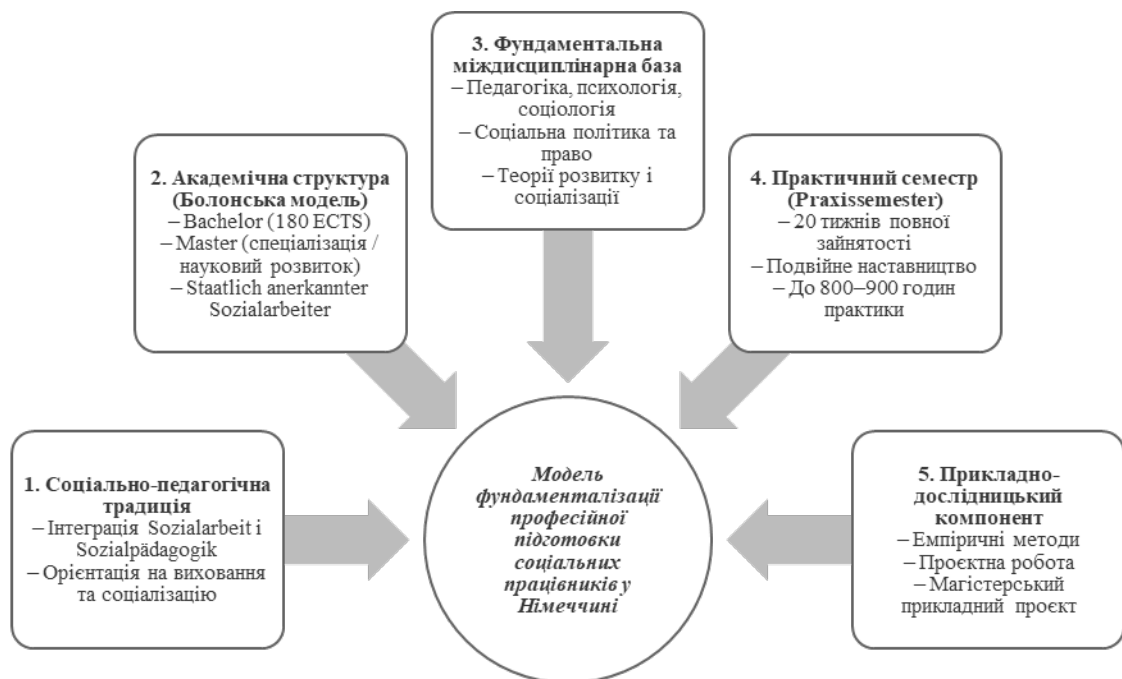 1. Соціально-педагогічна
традиція
– Інтеграція Sozialarbeit і
Sozialpädagogik
– Орієнтація на виховання
та соціалізацію
2. Академічна структура
(Болонська модель)
– Bachelor (180 ECTS)
– Master (спеціалізація /
науковий розвиток)
– Staatlich anerkannter
Sozialarbeiter
3. Фундаментальна
міждисциплінарна база
– Педагогіка, психологія,
соціологія
– Соціальна політика та
право
– Теорії розвитку і
соціалізації
4. Практичний семестр
(Praxissemester)
– 20 тижнів повної
зайнятості
– Подвійне наставництво
– До 800–900 годин
практики
5. Прикладно-
дослідницький
компонент
– Емпіричні методи
– Проєктна робота
– Магістерський
прикладний проєкт
Модель
фундаменталізації
професійної
підготовки
соціальних
працівників у
Німеччині